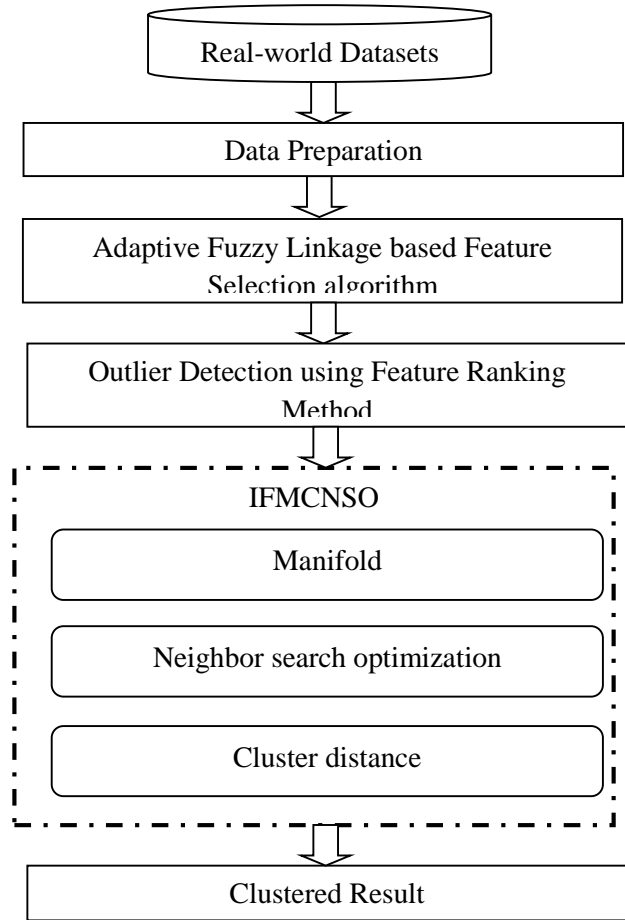 Real-world Datasets
Data Preparation
Adaptive Fuzzy Linkage based Feature
Selection algorithm
Outlier Detection using Feature Ranking
Method
IFMCNSO
Manifold
Neighbor search optimization
Cluster distance
Clustered Result